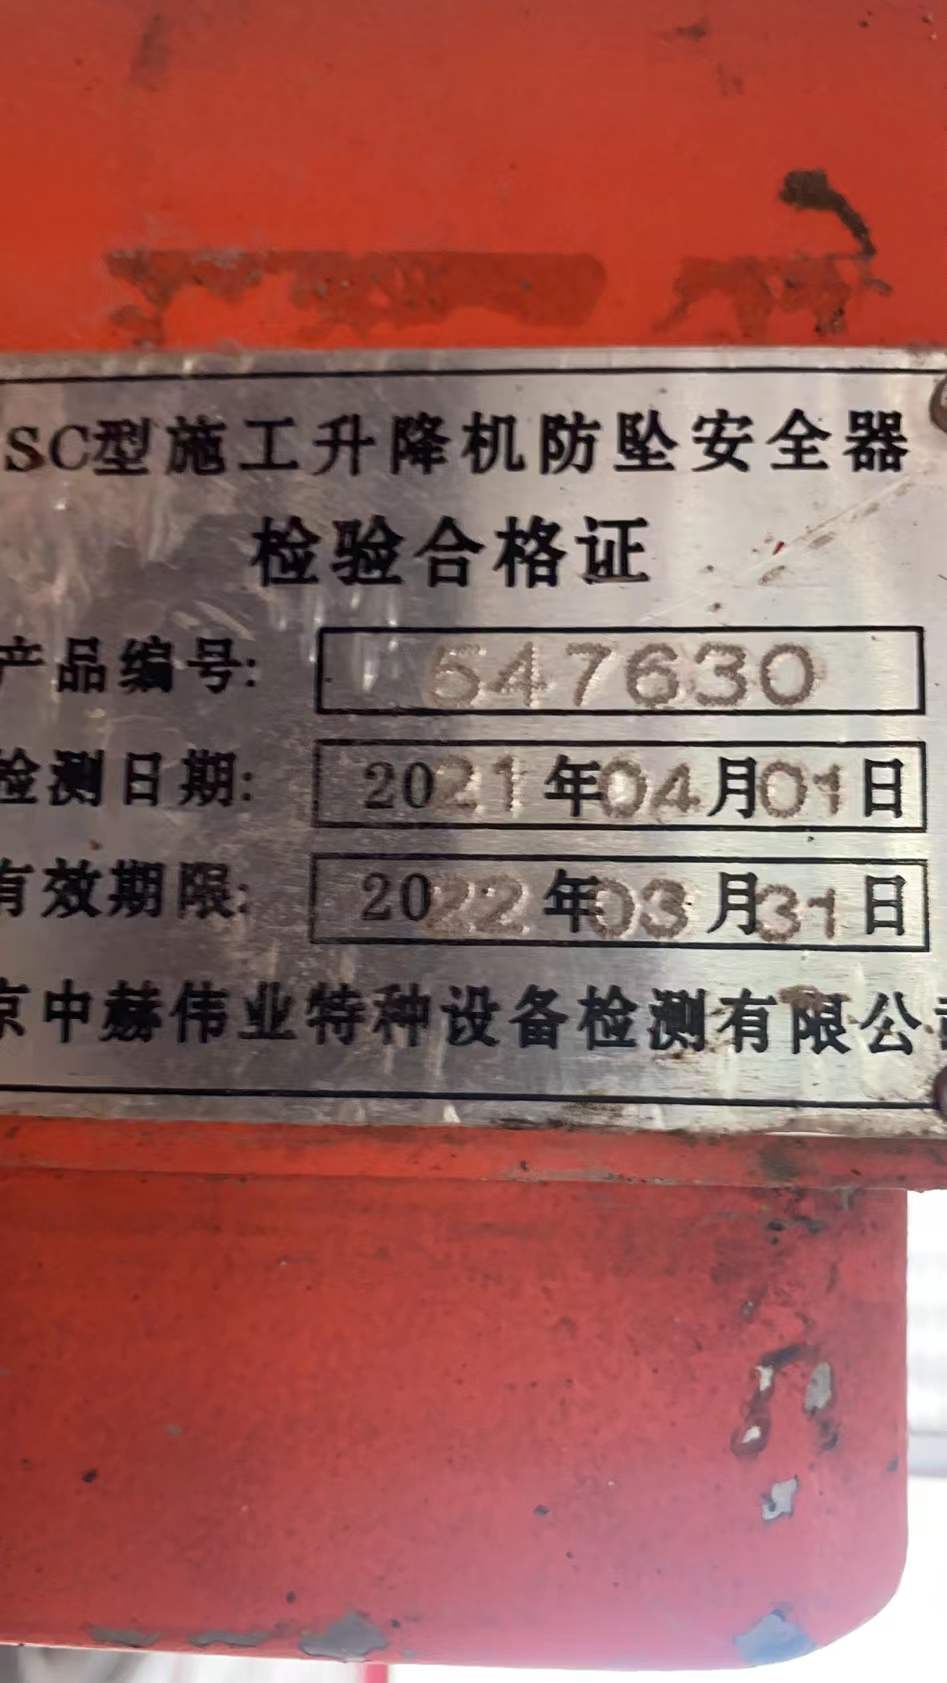 SC型施工升降机防坠安全器
检验合格证
产品编号: 547630
检测日期: 2021年04月01日
有效期限: 2022年03月31日
京中赫伟业特种设备检测有限公司